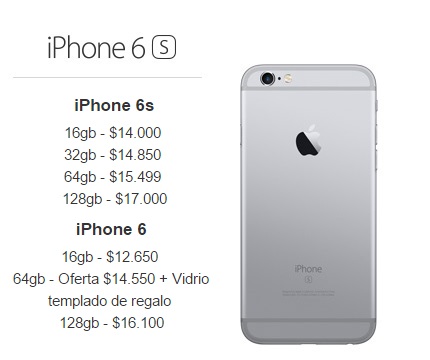 iPhone 6 S
iPhone 6s
16gb - $14.000
32gb - $14.850
64gb - $15.499
128gb - $17.000
iPhone 6
16gb - $12.650
64gb - Oferta $14.550 + Vidrio
templado de regalo
128gb - $16.100
iPhone
S